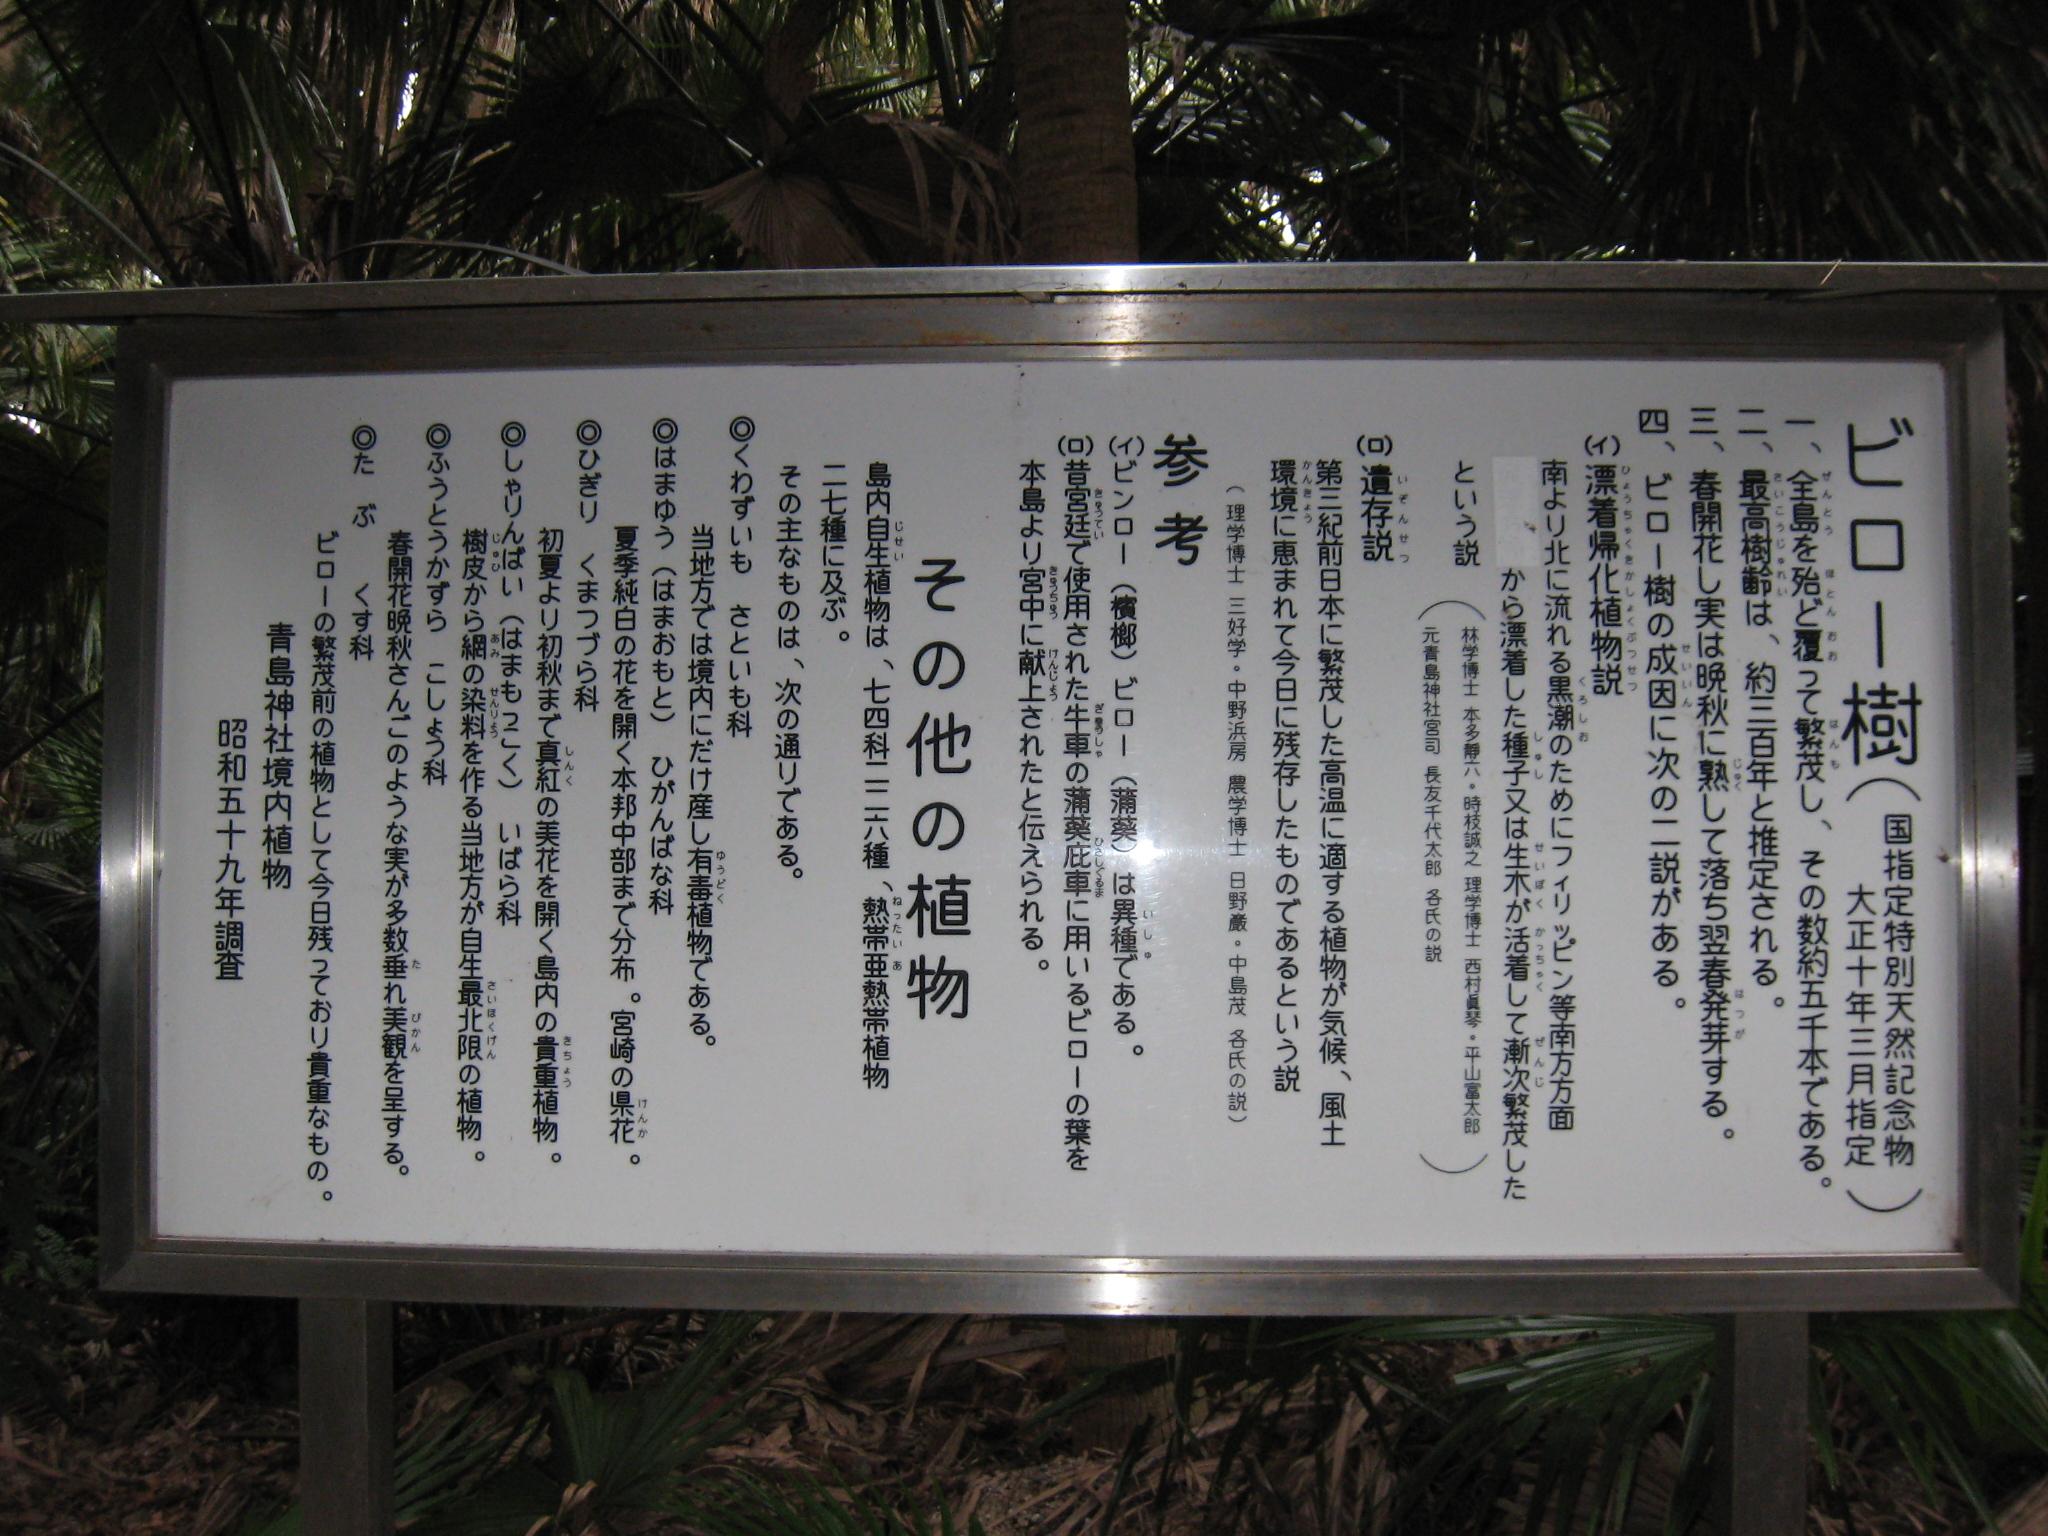 ビロー樹(国指定特別天然記念物
大正十年三月指定)
一、全島を殆ど覆って繁茂し、その数約五千本である。
二、最高樹齢は、約三百年と推定される。
三、春開花し実は晩秋に熟して落ち翌春発芽する。
四、ビロー樹の成因に次の二説がある。
(イ)漂着帰化植物説
南より北に流れる黒潮のためにフィリッピン等南方方面
から漂着した種子又は生木が活着して漸次繁茂した
という説
(林学博士 本多靜六。時枝誠之 理学博士 西村眞琴。平山富太郎
元青島神社宮司 長友千代太郎 各氏の説)
(ロ)遺存説
第三紀前日本に繁茂した高温に適する植物が気候、風土
環境に恵まれて今日に残存したものであるという説
(理学博士 三好学。中野浜房 農学博士 日野巖。中島茂 各氏の説)
参考
(イ)ビンロー(檳榔)ビロー(蒲葵)は異種である。
(ロ)昔宮廷で使用された牛車の蒲葵庇車に用いるビローの葉を
本島より宮中に献上されたと伝えられる。
その他の植物
島内自生植物は、七四科二二六種、熱帯亜熱帯植物
二七種に及ぶ。
その主なものは、次の通りである。
◎くわずいも さといも科
当地方では境内にだけ産し有毒植物である。
◎はまゆう(はまおもと) ひがんばな科
夏季純白の花を開く本邦中部まで分布。宮崎の県花。
◎ひぎり くまつづら科
初夏より初秋まで真紅の美花を開く島内の貴重植物。
◎しゃりんばい(はまもっこく) いばら科
樹皮から網の染料を作る当地方が自生最北限の植物。
◎ふうとうかずら こしょう科
春開花晩秋さんごのような実が多数垂れ美観を呈する。
◎たぶ くす科
ビローの繁茂前の植物として今日残っており貴重なもの。
青島神社境内植物
昭和五十九年調査